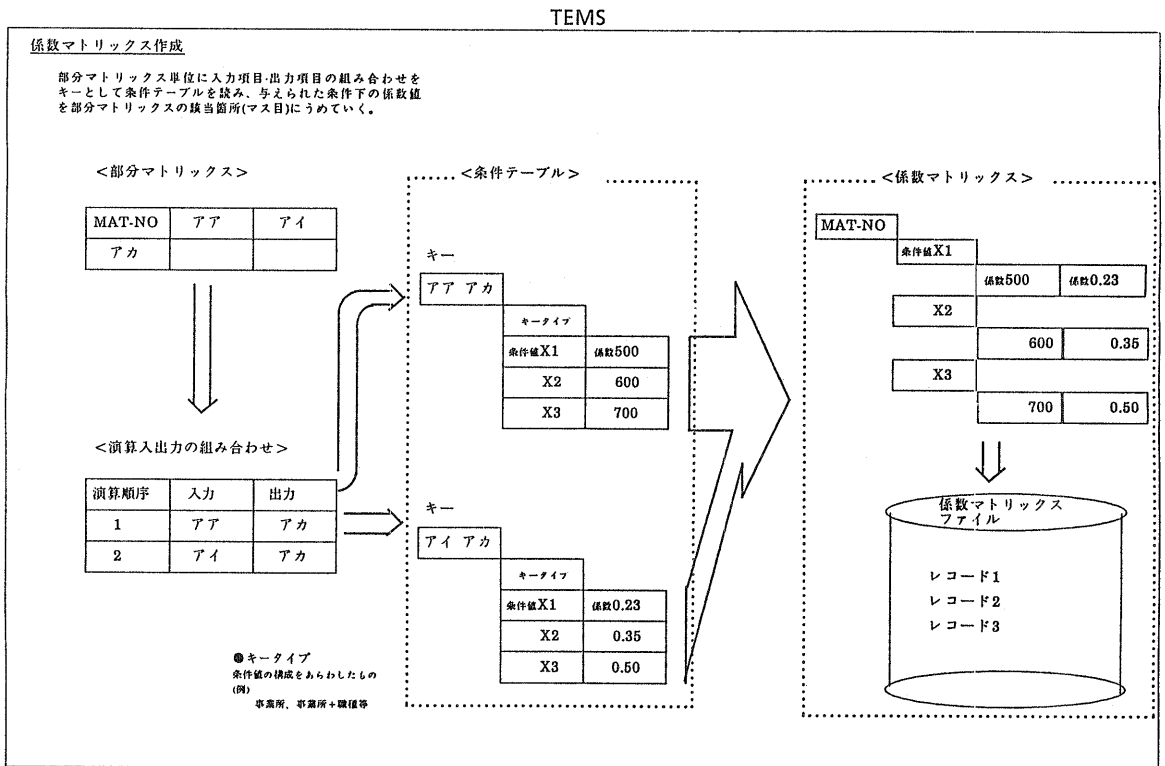 TEMS
係数マトリックス作成
部分マトリックス単位に入力項目·出力項目の組み合わせを
キーとして条件テーブルを読み、与えられた条件下の係数値
を部分マトリックスの該当箇所(マス目)にうめていく。
<部分マトリックス>
MAT-NO アア アイ
アカ
<演算入出力の組み合わせ>
演算順序 入力 出力
1 アア アカ
2 アイ アカ
●キータイプ
条件値の構成をあらわしたもの
(例)
事業所、事業所+職種等
<条件テーブル>
キー
アア アカ
キータイプ
条件値X1 係数500
X2 600
X3 700
キー
アイ アカ
キータイプ
条件値X1 係数0.23
X2 0.35
X3 0.50
<係数マトリックス>
MAT-NO
条件値X1
係数500 係数0.23
X2
600 0.35
X3
700 0.50
係数マトリックス
ファイル
レコード1
レコード2
レコード3